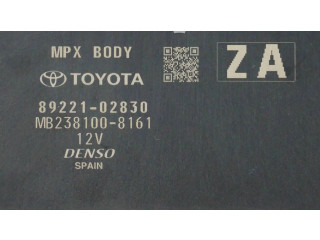 MPX BODY
ZA
TOYOTA
89221-02830
MB238100-8161
12V
DENSO
SPAIN